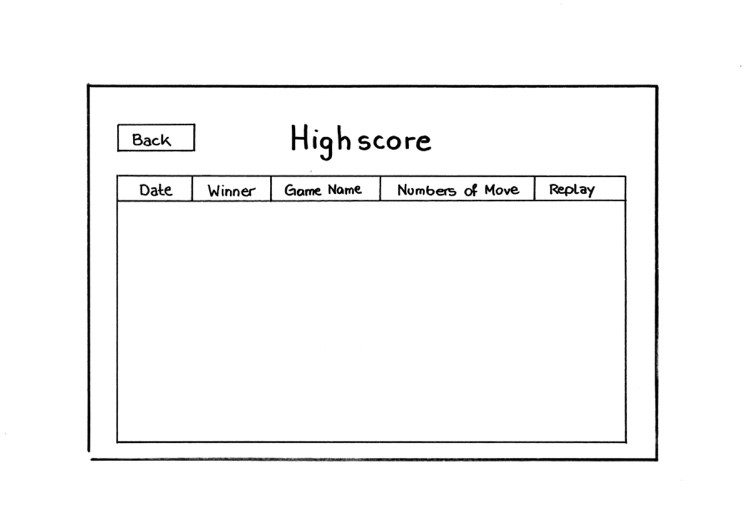 Back
Highscore
Date Winner Game Name Numbers of Move Replay